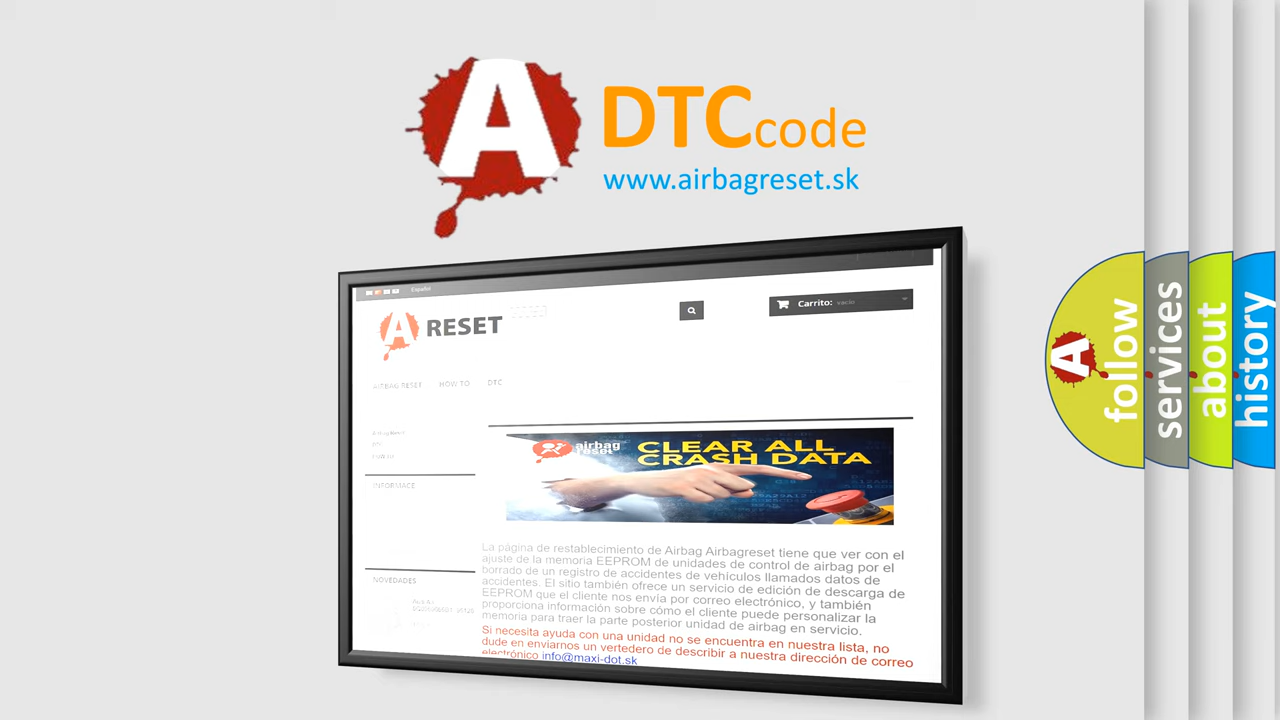 A DTC code
www.airbagreset.sk
Español
A RESET
Carrito: vacío
AIRBAG RESET HOW TO DTC
Airbag Reset
INFORMACE
airbag reset
CLEAR ALL
CRASH DATA
La página de restablecimiento de Airbag Airbagreset tiene que ver con el
ajuste de la memoria EEPROM de unidades de control de airbag por el
borrado de un registro de accidentes de vehículos llamados datos de
accidentes. El sitio también ofrece un servicio de edición de descarga de
EEPROM que el cliente nos envía por correo electrónico, y también
proporciona información sobre cómo el cliente puede personalizar la
memoria para traer la parte posterior unidad de airbag en servicio.
Si necesita ayuda con una unidad no se encuentra en nuestra lista, no
dude en enviarnos un vertedero de describir a nuestra dirección de correo
electrónico info@maxi-dot.sk
NOVEDADES
A follow
services
about
history